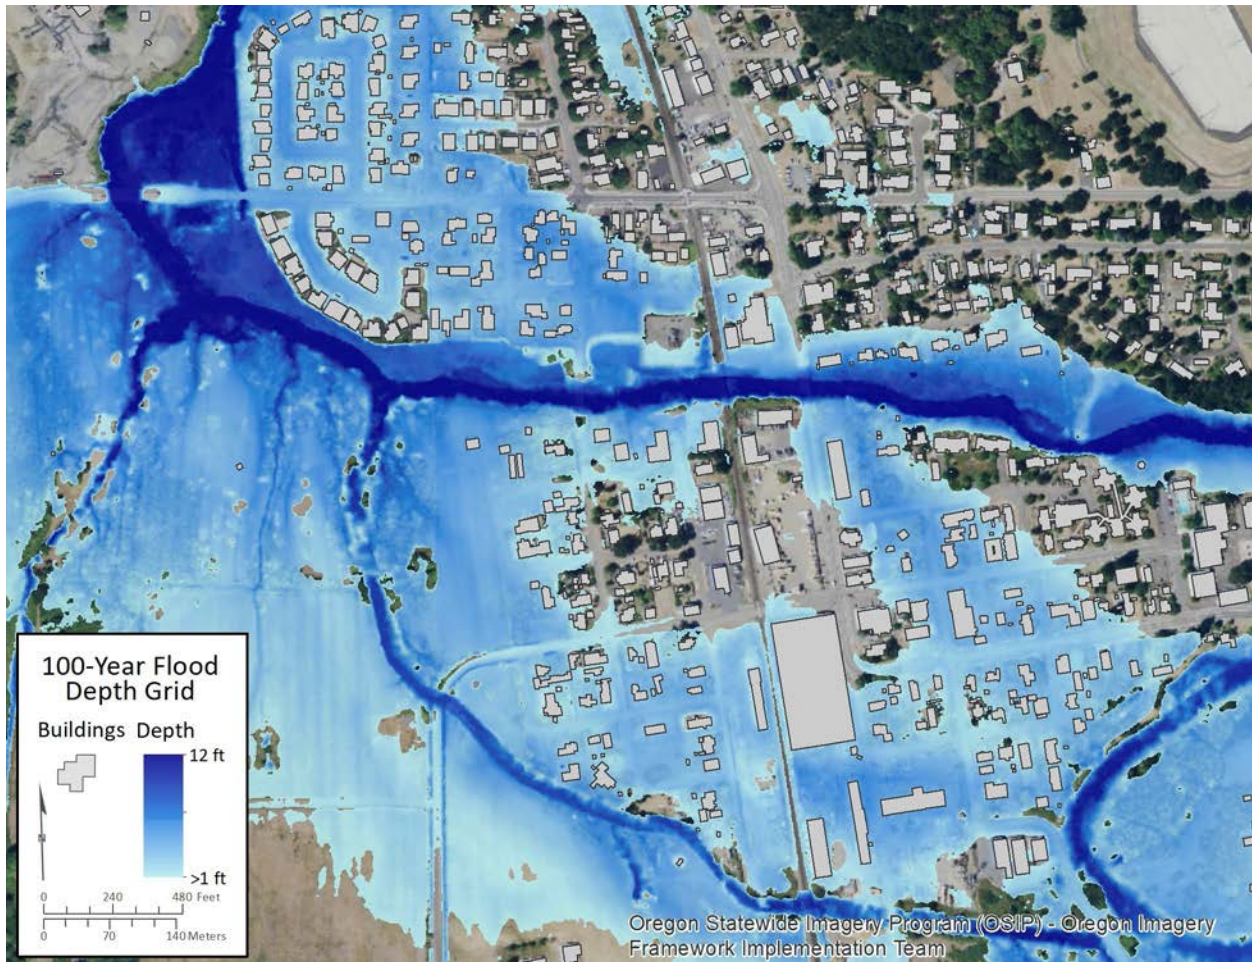 100-Year Flood
Depth Grid
Buildings Depth
12 ft
>1 ft
0 240 480 Feet
0 70 140 Meters
Oregon Statewide Imagery Program (OSIP) - Oregon Imagery
Framework Implementation Team